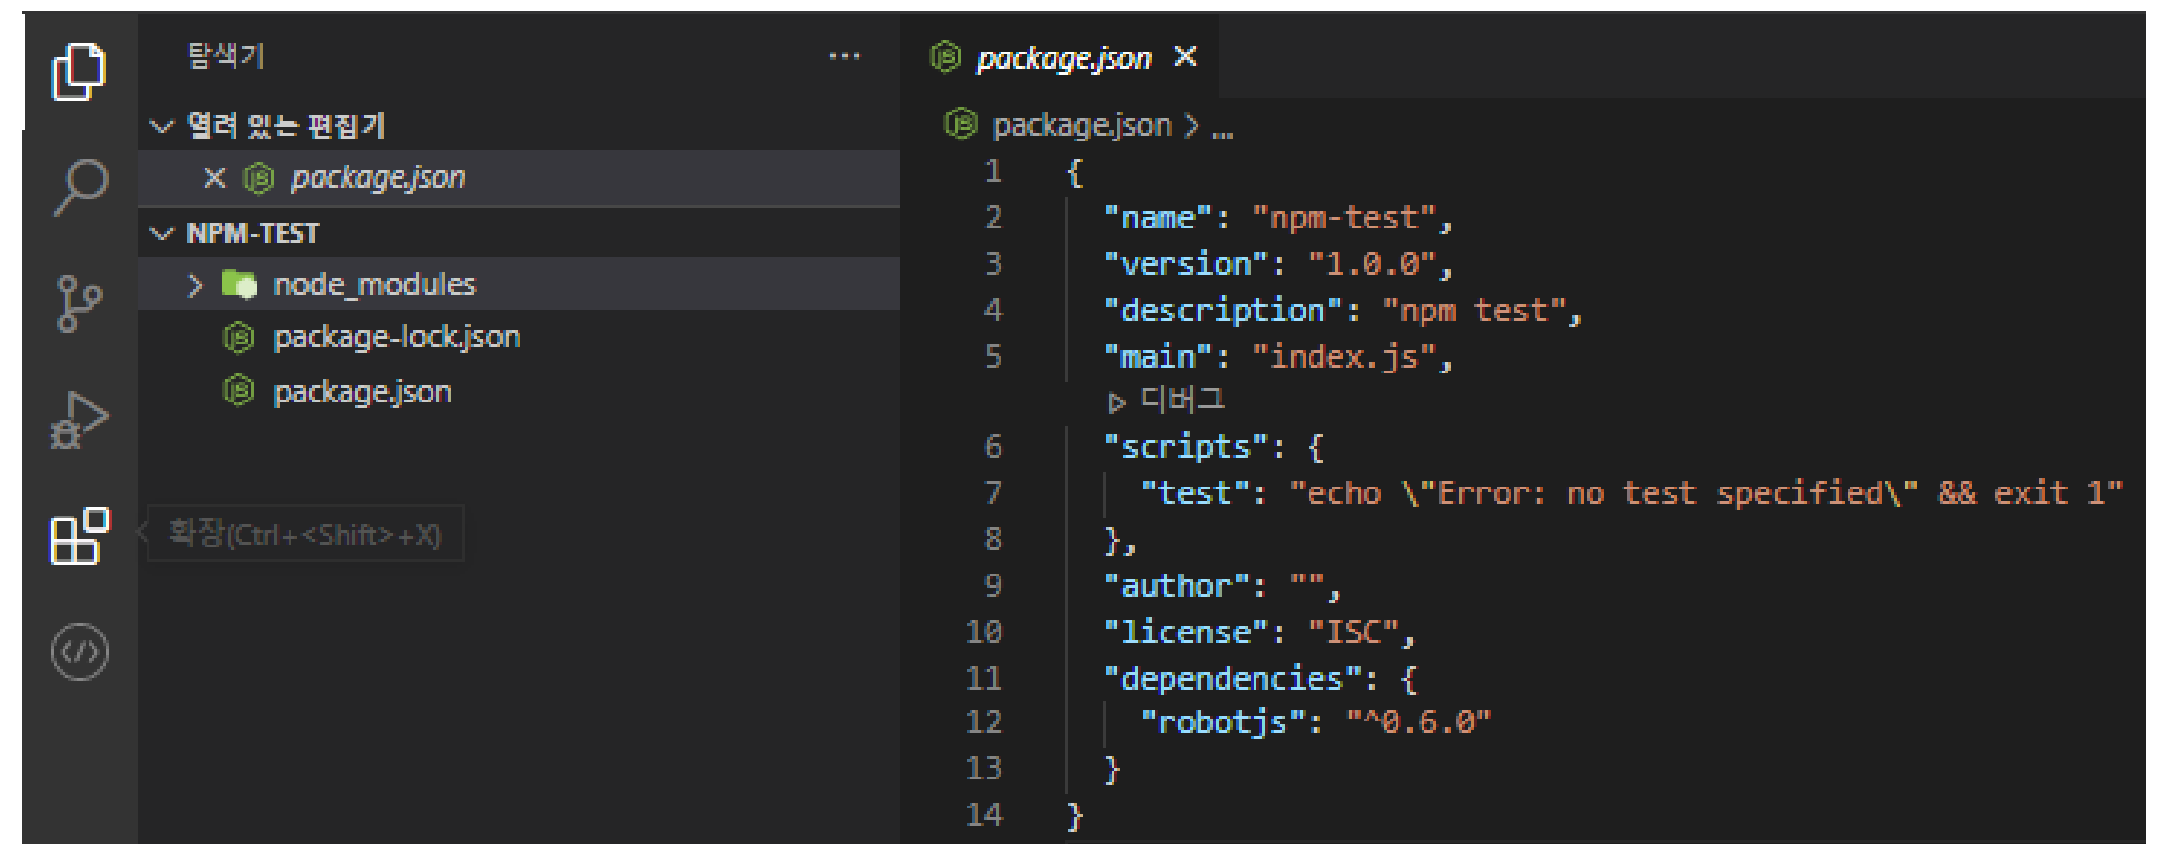 탐색기
열려 있는 편집기
package.json
NPM-TEST
node_modules
package-lock.json
package.json
확장(Ctrl+<Shift>+X)
package.json
package.json > ...
1 {
2 "name": "npm-test",
3 "version": "1.0.0",
4 "description": "npm test",
5 "main": "index.js",
디버그
6 "scripts": {
7 "test": "echo \"Error: no test specified\" && exit 1"
8 },
9 "author": "",
10 "license": "ISC",
11 "dependencies": {
12 "robotjs": "^0.6.0"
13 }
14 }